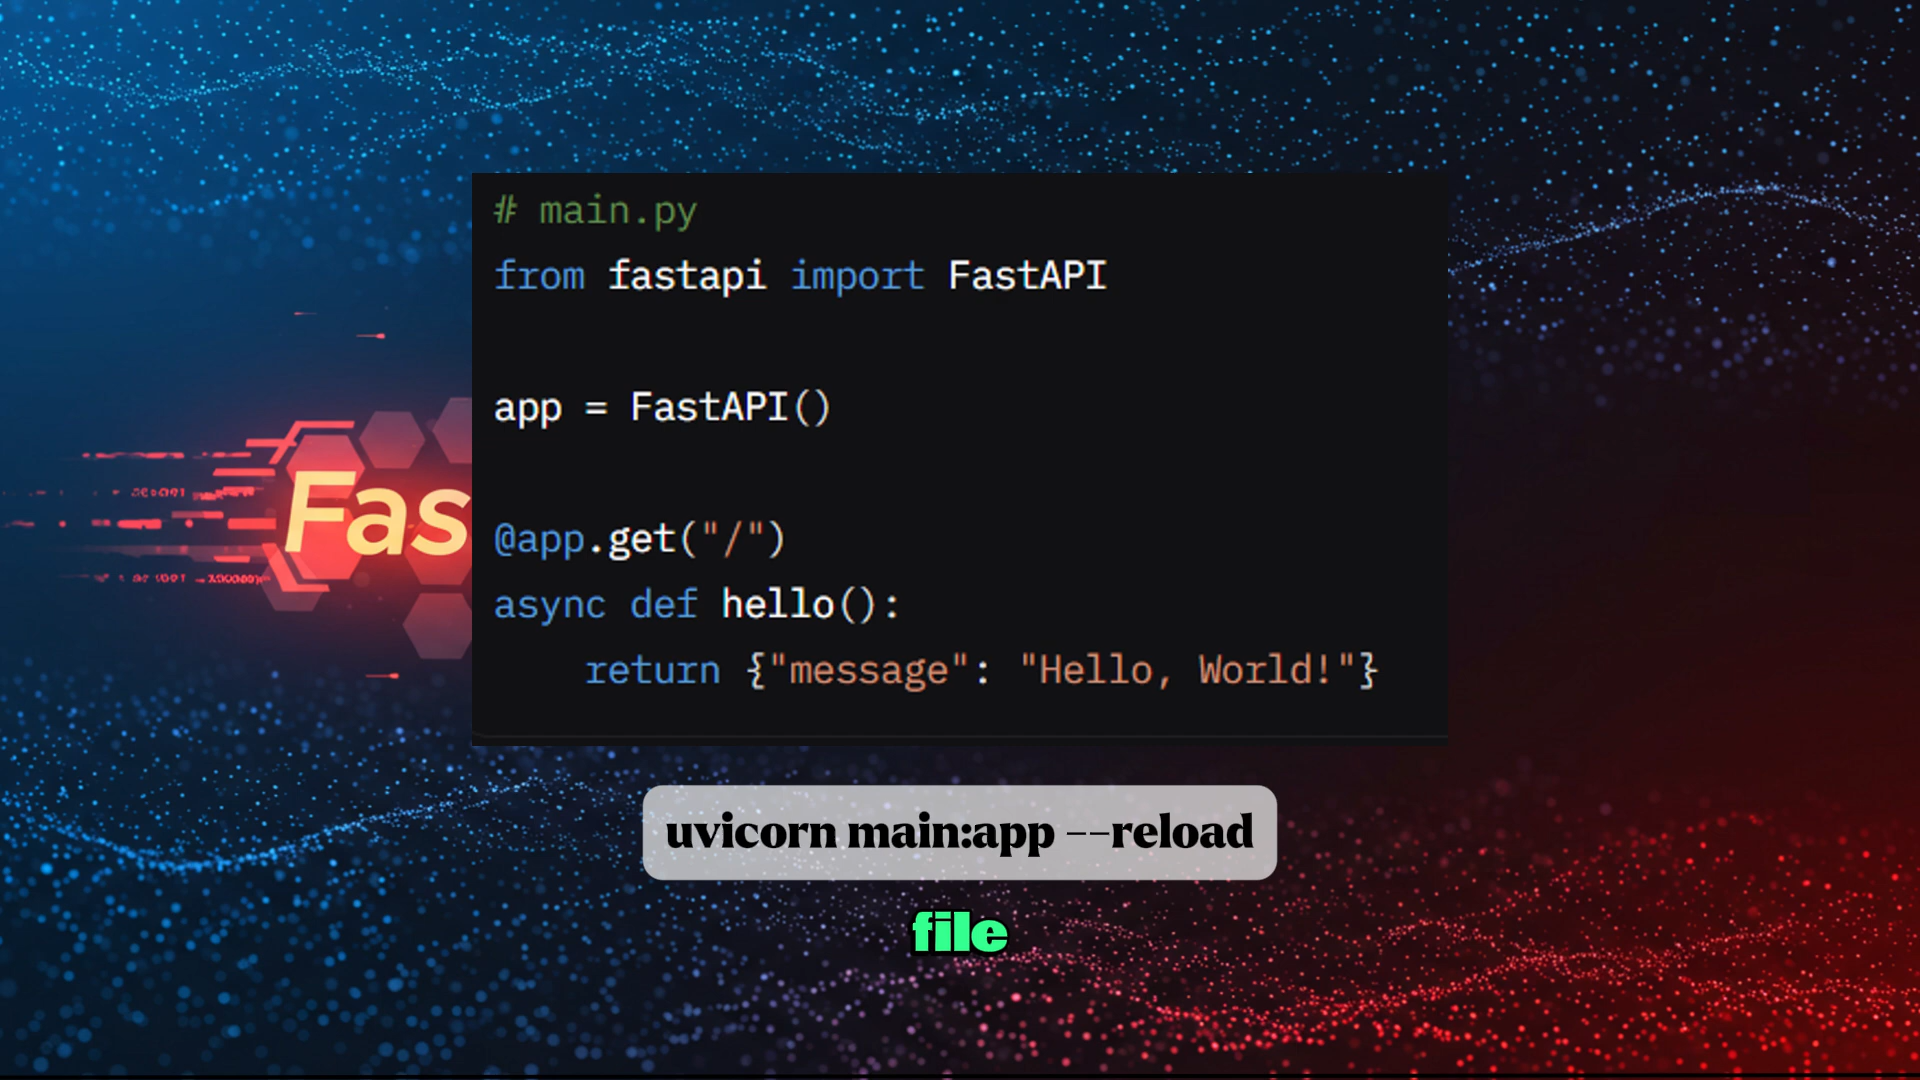 # main.py
from fastapi import FastAPI
app = FastAPI()
@app.get("/")
async def hello():
    return {"message": "Hello, World!"}
Fas
uvicorn main:app --reload
file